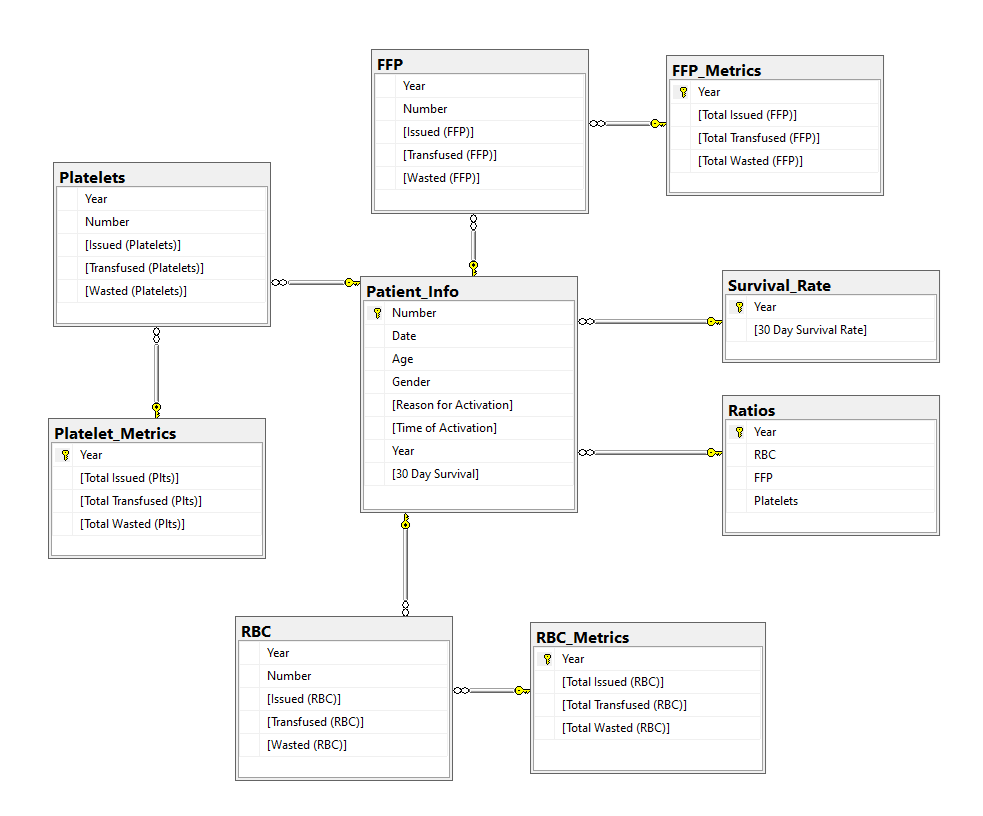 FFP
Year
Number
[Issued (FFP)]
[Transfused (FFP)]
[Wasted (FFP)]
FFP_Metrics
Year
[Total Issued (FFP)]
[Total Transfused (FFP)]
[Total Wasted (FFP)]
Platelets
Year
Number
[Issued (Platelets)]
[Transfused (Platelets)]
[Wasted (Platelets)]
Patient_Info
Number
Date
Age
Gender
[Reason for Activation]
[Time of Activation]
Year
[30 Day Survival]
Survival_Rate
Year
[30 Day Survival Rate]
Ratios
Year
RBC
FFP
Platelets
Platelet_Metrics
Year
[Total Issued (Plts)]
[Total Transfused (Plts)]
[Total Wasted (Plts)]
RBC
Year
Number
[Issued (RBC)]
[Transfused (RBC)]
[Wasted (RBC)]
RBC_Metrics
Year
[Total Issued (RBC)]
[Total Transfused (RBC)]
[Total Wasted (RBC)]